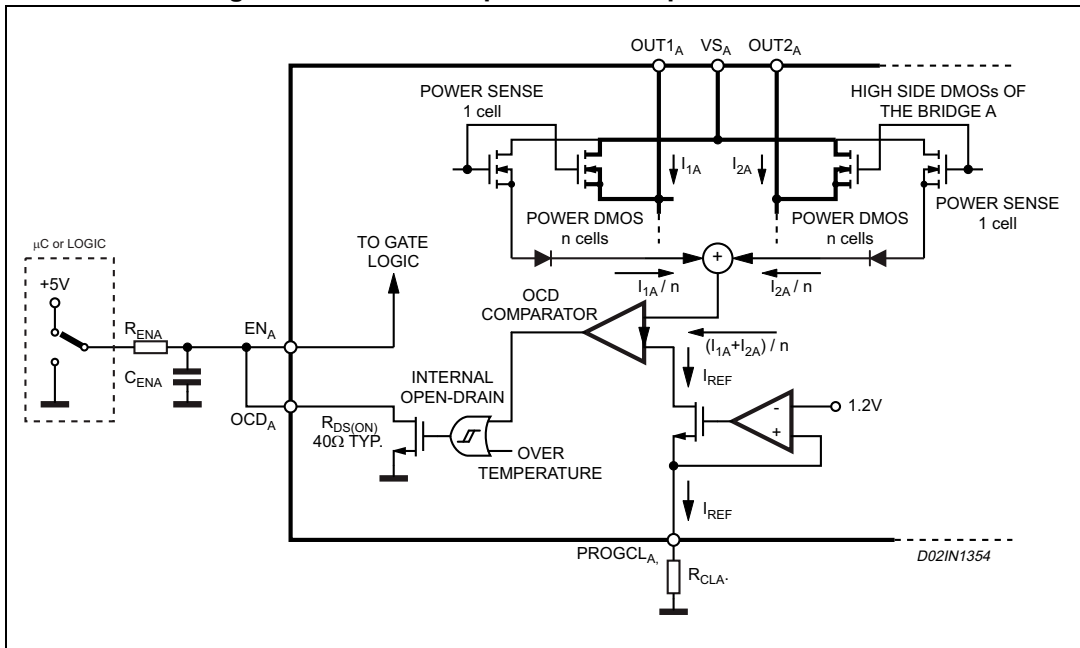 OUT1A VSA OUT2A
POWER SENSE
1 cell
HIGH SIDE DMOSs OF
THE BRIDGE A
I1A
I2A
POWER DMOS
n cells
POWER DMOS
n cells
POWER SENSE
1 cell
μC or LOGIC
+5V
TO GATE
LOGIC
+
I1A / n
I2A / n
OCD
COMPARATOR
(I1A+I2A) / n
RENA
ENA
CENA
IREF
INTERNAL
OPEN-DRAIN
1.2V
-
+
OCDA
RDS(ON)
40Ω TYP.
OVER
TEMPERATURE
IREF
PROGCLA,
RCLA.
D02IN1354